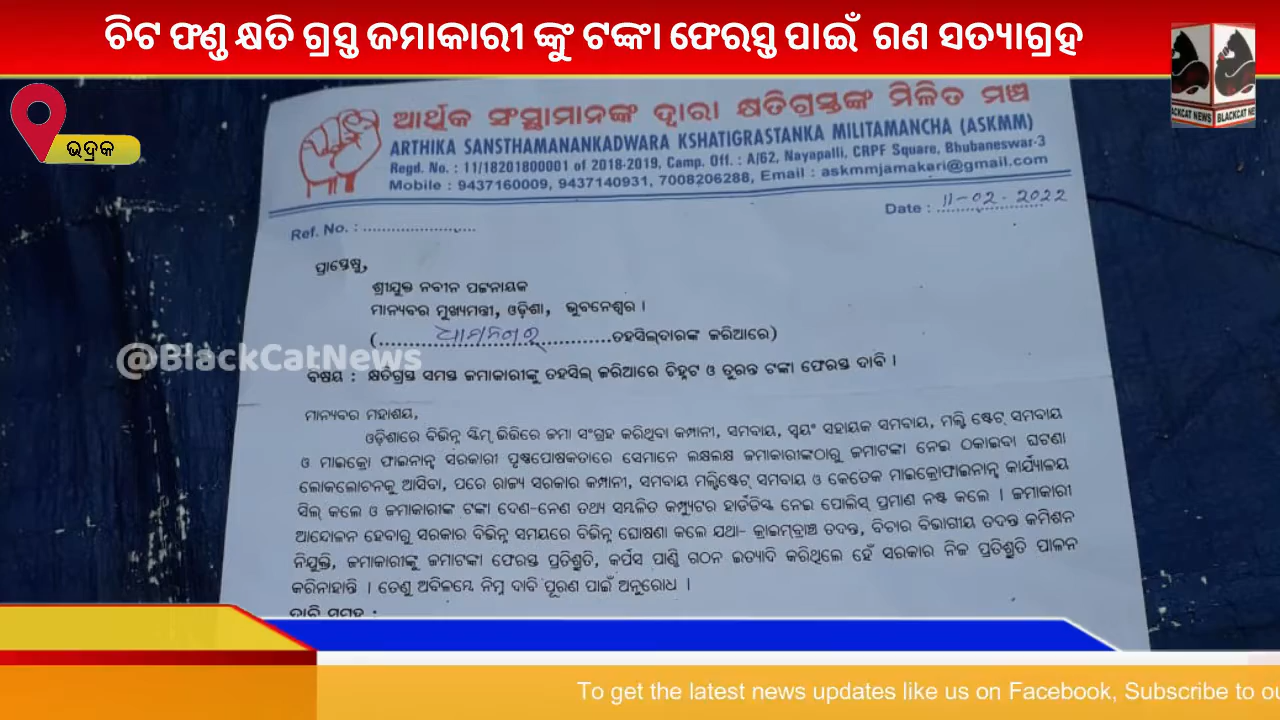 ଚିଟ ଫଣ୍ଡ କ୍ଷତି ଗ୍ରସ୍ତ ଜମାକାରୀ ଙ୍କୁ ଟଙ୍କା ଫେରସ୍ତ ପାଇଁ ଗଣ ସତ୍ୟାଗ୍ରହ
BLACKCAT NEWS
BLACKCAT NEWS
ଭଦ୍ରକ
ଆର୍ଥିକ ସଂସ୍ଥାମାନଙ୍କ ଦ୍ୱାରା କ୍ଷତିଗ୍ରସ୍ତଙ୍କ ମିଳିତ ମଞ୍ଚ
ARTHIKA SANSTHAMANANKADWARA KSHATIGRASTANKA MILITAMANCHA (ASKMM)
Regd. No. : 11/18201800001 of 2018-2019, Camp. Off. : A/62, Nayapalli, CRPF Square, Bhubaneswar-3
Mobile : 9437160009, 9437140931, 7008206288, Email : askmmjamakari@gmail.com
Ref. No. : ............................
Date : 11-02-2022
ପ୍ରାପ୍ତେଷୁ,
ଶ୍ରୀଯୁକ୍ତ ନବୀନ ପଟ୍ଟନାୟକ
ମାନ୍ୟବର ମୁଖ୍ୟମନ୍ତ୍ରୀ, ଓଡ଼ିଶା, ଭୁବନେଶ୍ୱର ।
(ଧାମନଗର ତହସିଲ୍‌ଦାରଙ୍କ ଜରିଆରେ)
@BlackCatNews
ବିଷୟ : କ୍ଷତିଗ୍ରସ୍ତ ସମସ୍ତ ଜମାକାରୀଙ୍କୁ ତହସିଲ୍ ଜରିଆରେ ଚିହ୍ନଟ ଓ ତୁରନ୍ତ ଟଙ୍କା ଫେରସ୍ତ ଦାବି ।
ମାନ୍ୟବର ମହାଶୟ,
ଓଡ଼ିଶାରେ ବିଭିନ୍ନ ସ୍କିମ୍ ଭିତ୍ତିରେ ଜମା ସଂଗ୍ରହ କରିଥିବା କମ୍ପାନୀ, ସମବାୟ, ସ୍ୱୟଂ ସହାୟକ ସମବାୟ, ମଲ୍ଟି ଷ୍ଟେଟ୍ ସମବାୟ
ଓ ମାଇକ୍ରୋ ଫାଇନାନ୍ସ ସରକାରୀ ପୃଷ୍ଠପୋଷକତାରେ ସେମାନେ ଲକ୍ଷଲକ୍ଷ ଜମାକାରୀଙ୍କଠାରୁ ଜମାଟଙ୍କା ନେଇ ଠକାଇବା ଘଟଣା
ଲୋକଲୋଚନକୁ ଆସିବା, ପରେ ରାଜ୍ୟ ସରକାର କମ୍ପାନୀ, ସମବାୟ ମଲ୍ଟିଷ୍ଟେଟ୍ ସମବାୟ ଓ କେତେକ ମାଇକ୍ରୋଫାଇନାନ୍ସ କାର୍ଯ୍ୟାଳୟ
ସିଲ୍ କଲେ ଓ ଜମାକାରୀଙ୍କ ଟଙ୍କା ଦେଣ-ନେଣ ତଥ୍ୟ ସମ୍ବଳିତ କମ୍ପ୍ୟୁଟର ହାର୍ଡଡିସ୍କ ନେଇ ପୋଲିସ୍ ପ୍ରମାଣ ନଷ୍ଟ କଲେ । ଜମାକାରୀ
ଆନ୍ଦୋଳନ ହେବାରୁ ସରକାର ବିଭିନ୍ନ ସମୟରେ ବିଭିନ୍ନ ଘୋଷଣା କଲେ ଯଥା- କ୍ରାଇମ୍‌ବ୍ରାଞ୍ଚ ତଦନ୍ତ, ବିଚାର ବିଭାଗୀୟ ତଦନ୍ତ କମିଶନ
ନିଯୁକ୍ତି, ଜମାକାରୀଙ୍କୁ ଜମାଟଙ୍କା ଫେରସ୍ତ ପ୍ରତିଶ୍ରୁତି, କର୍ପସ ପାଣ୍ଠି ଗଠନ ଇତ୍ୟାଦି କରିଥିଲେ ହେଁ ସରକାର ନିଜ ପ୍ରତିଶ୍ରୁତି ପାଳନ
କରିନାହାନ୍ତି । ତେଣୁ ଅବିଳମ୍ବେ ନିମ୍ନ ଦାବି ପୂରଣ ପାଇଁ ଅନୁରୋଧ ।
To get the latest news updates like us on Facebook, Subscribe to ou